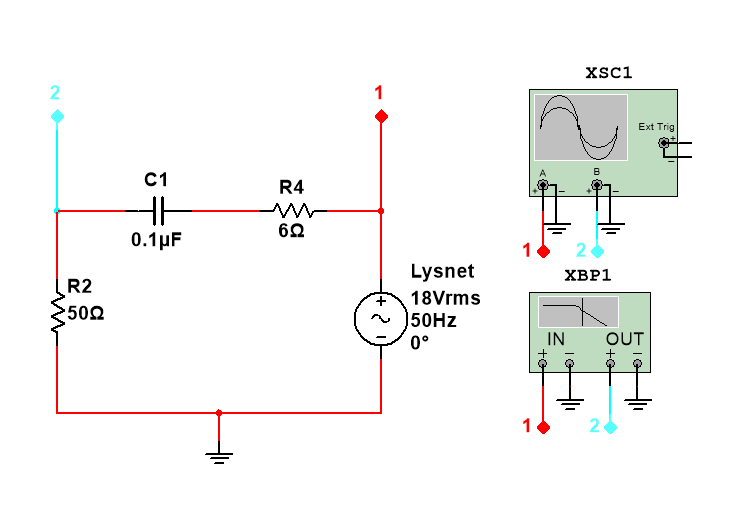 XSC1
2
1
Ext Trig
+
−
A
B
+
−
+
−
C1
R4
0.1µF
6Ω
1
2
R2
50Ω
Lysnet
18Vrms
50Hz
0°
+
−
XBP1
IN
OUT
+
−
+
−
1
2